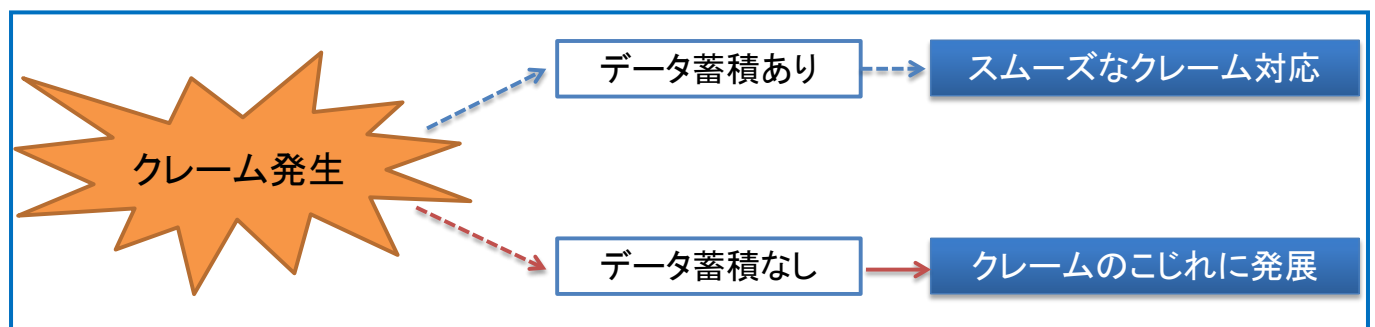 クレーム発生
データ蓄積あり
スムーズなクレーム対応
データ蓄積なし
クレームのこじれに発展